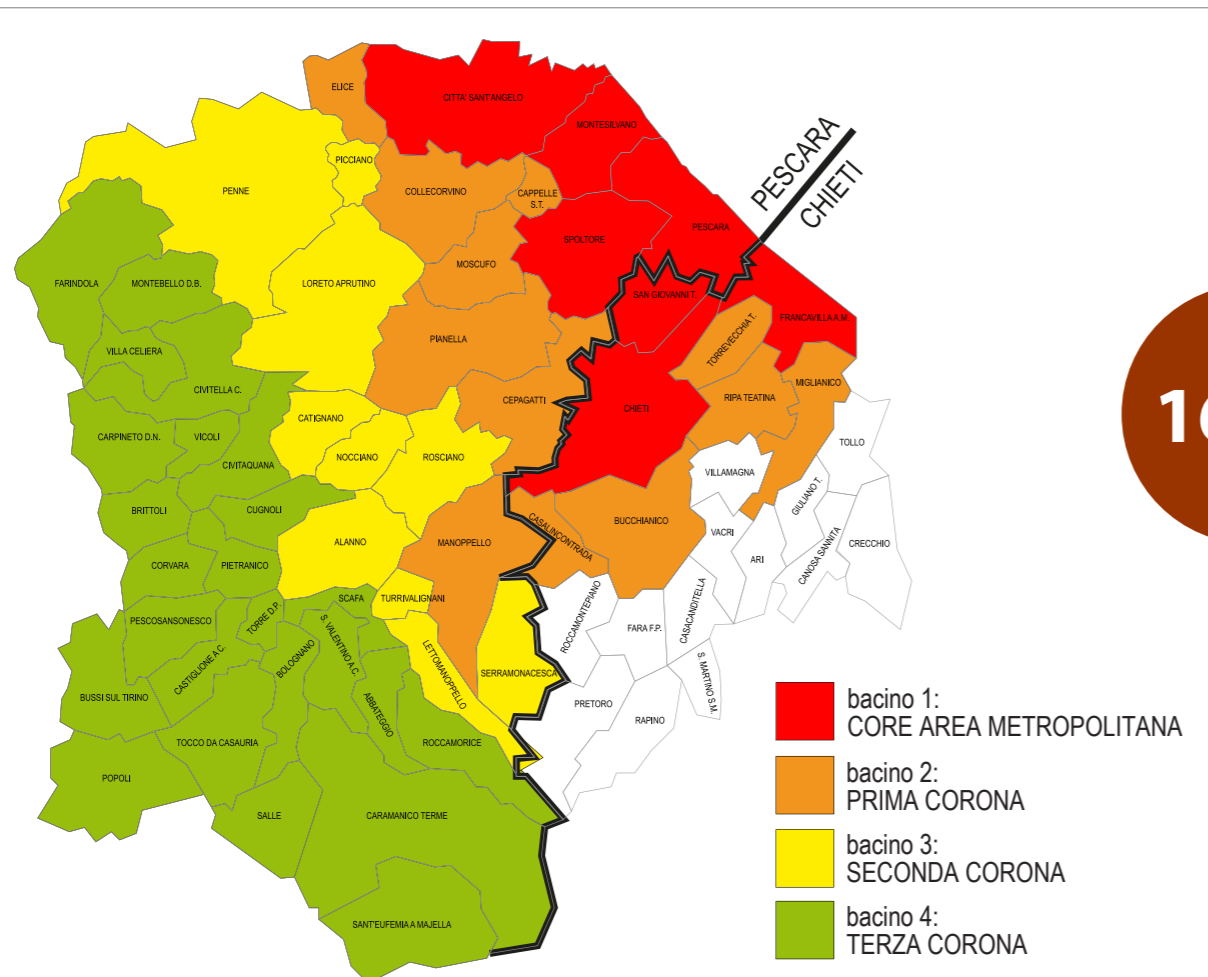 ELICE
CITTA' SANT'ANGELO
MONTESILVANO
PICCIANO
PENNE
COLLECORVINO
CAPPELLE
S.T.
PESCARA
CHIETI
PESCARA
SPOLTORE
MOSCUFO
FARINDOLA
MONTEBELLO D.B.
LORETO APRUTINO
SAN GIOVANNI T.
FRANCAVILLA A.M.
TORREVECCHIA T.
PIANELLA
VILLA CELIERA
CIVITELLA C.
CEPAGATTI
CHIETI
RIPA TEATINA
MIGLIANICO
CATIGNANO
CARPINETO D.N.
VICOLI
NOCCIANO
ROSCIANO
TOLLO
CIVITAQUANA
VILLAMAGNA
GIULIANO T.
BRITTOLI
CUGNOLI
ALANNO
MANOPPELLO
CASALINCONTRADA
BUCCHIANICO
VACRI
ARI
CANOSA SANNITA
CRECCHIO
CORVARA
PIETRANICO
SCAFA
TURRIVALIGNANI
ROCCAMONTEPIANO
FARA F.P.
CASACANDITELLA
PESCOSANSONESCO
TORRE D.P.
S. VALENTINO A.C.
BOLOGNANO
CASTIGLIONE A.C.
LETTOMANOPPELLO
SERRAMONACESCA
S. MARTINO S.M.
BUSSI SUL TIRINO
ABBATEGGIO
PRETORO
RAPINO
TOCCO DA CASAURIA
ROCCAMORICE
POPOLI
SALLE
CARAMANICO TERME
SANT'EUFEMIA A MAJELLA
bacino 1:
CORE AREA METROPOLITANA
bacino 2:
PRIMA CORONA
bacino 3:
SECONDA CORONA
bacino 4:
TERZA CORONA